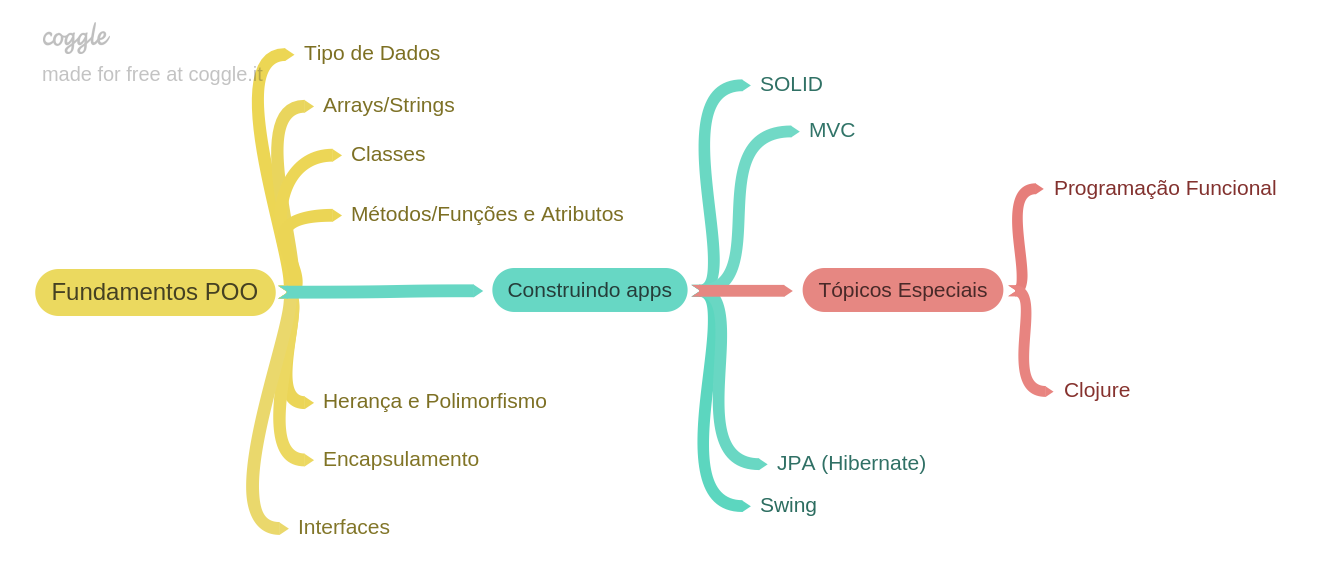 coggle
made for free at coggle.it
Tipo de Dados
Arrays/Strings
Classes
Métodos/Funções e Atributos
Fundamentos POO
Herança e Polimorfismo
Encapsulamento
Interfaces
SOLID
MVC
Construindo apps
JPA (Hibernate)
Swing
Programação Funcional
Tópicos Especiais
Clojure